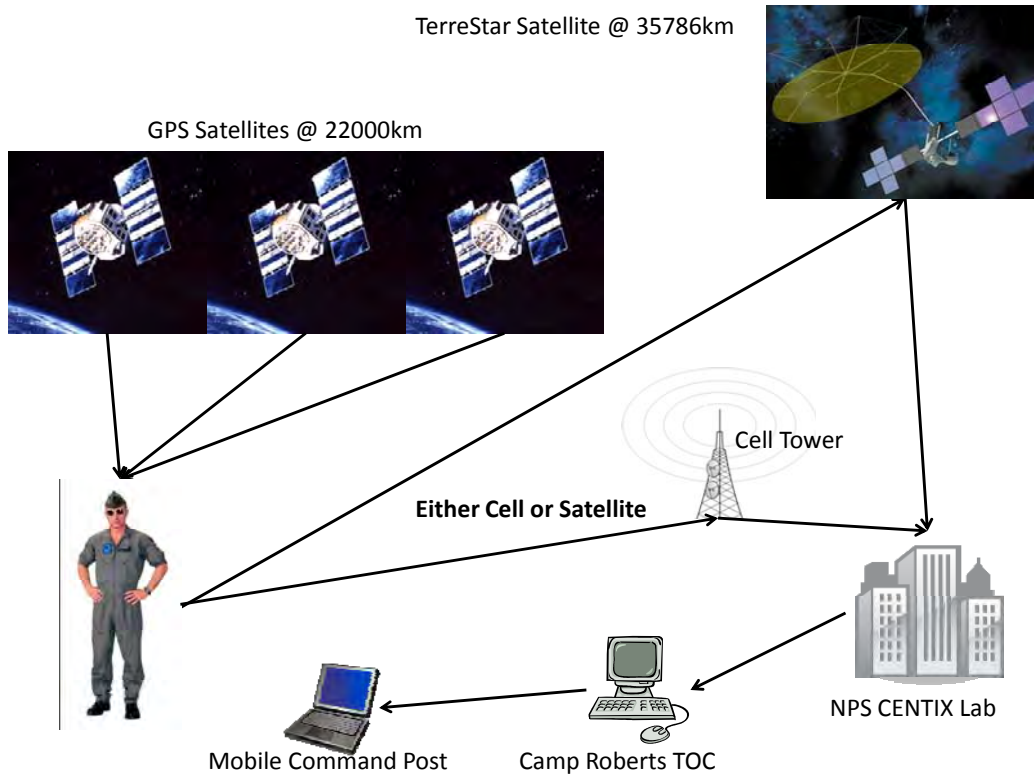 TerreStar Satellite @ 35786km
GPS Satellites @ 22000km
Cell Tower
Either Cell or Satellite
NPS CENTIX Lab
Mobile Command Post
Camp Roberts TOC